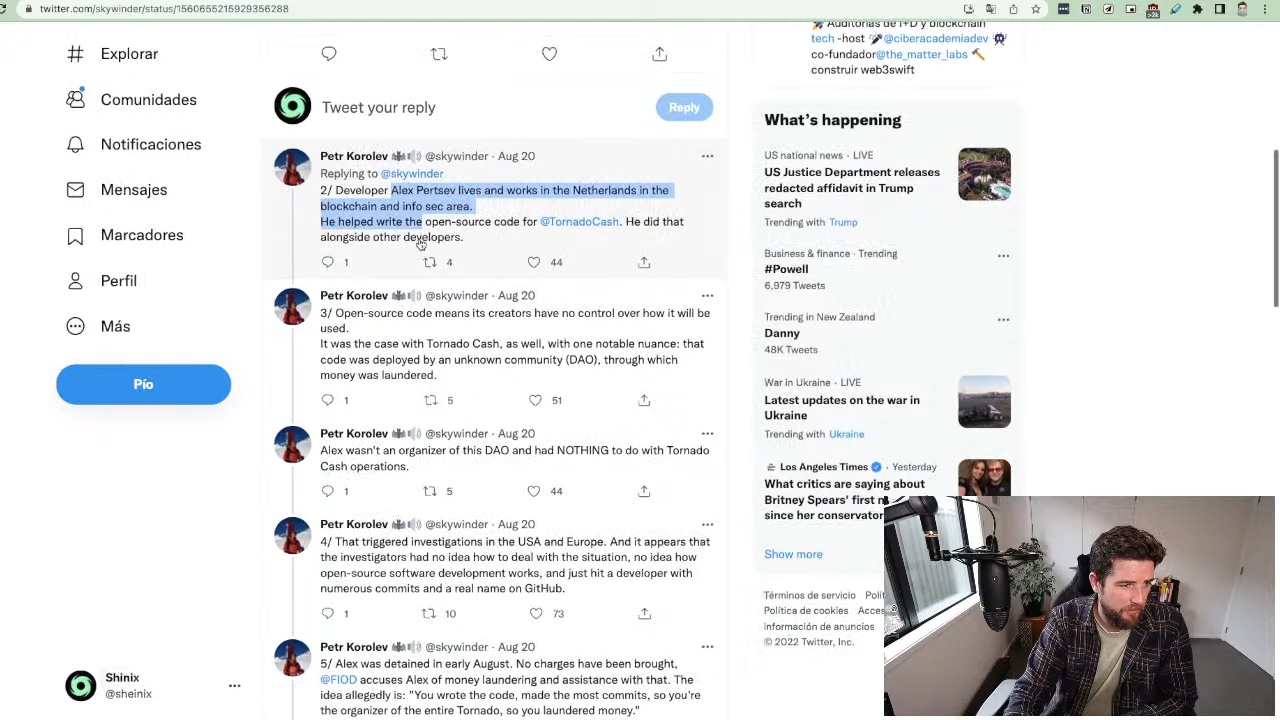 twitter.com/skywinder/status/1560655215929356288
Explorar
Comunidades
Notificaciones
Mensajes
Marcadores
Perfil
Más
Pío
Shinix
@sheinix
Tweet your reply
Reply
Petr Korolev @skywinder · Aug 20
Replying to @skywinder
2/ Developer Alex Pertsev lives and works in the Netherlands in the
blockchain and info sec area.
He helped write the open-source code for @TornadoCash. He did that
alongside other developers.
1 4 44
Petr Korolev @skywinder · Aug 20
3/ Open-source code means its creators have no control over how it will be
used.
It was the case with Tornado Cash, as well, with one notable nuance: that
code was deployed by an unknown community (DAO), through which
money was laundered.
1 5 51
Petr Korolev @skywinder · Aug 20
Alex wasn't an organizer of this DAO and had NOTHING to do with Tornado
Cash operations.
1 5 44
Petr Korolev @skywinder · Aug 20
4/ That triggered investigations in the USA and Europe. And it appears that
the investigators had no idea how to deal with the situation, no idea how
open-source software development works, and just hit a developer with
numerous commits and a real name on GitHub.
1 10 73
Petr Korolev @skywinder · Aug 20
5/ Alex was detained in early August. No charges have been brought,
@FIOD accuses Alex of money laundering and assistance with that. The
idea allegedly is: "You wrote the code, made the most commits, so you're
the organizer of the entire Tornado, so you laundered money."
Auditorías de I+D y blockchain
tech -host @ciberacademiadev
co-fundador@the_matter_labs
construir web3swift
What's happening
US national news · LIVE
US Justice Department releases
redacted affidavit in Trump
search
Trending with Trump
Business & finance · Trending
#Powell
6,979 Tweets
Trending in New Zealand
Danny
48K Tweets
War in Ukraine · LIVE
Latest updates on the war in
Ukraine
Trending with Ukraine
Los Angeles Times · Yesterday
What critics are saying about
Britney Spears' first
since her conservator
Show more
Términos de servicio
Política de cookies
información de anuncios
© 2022 Twitter, Inc.